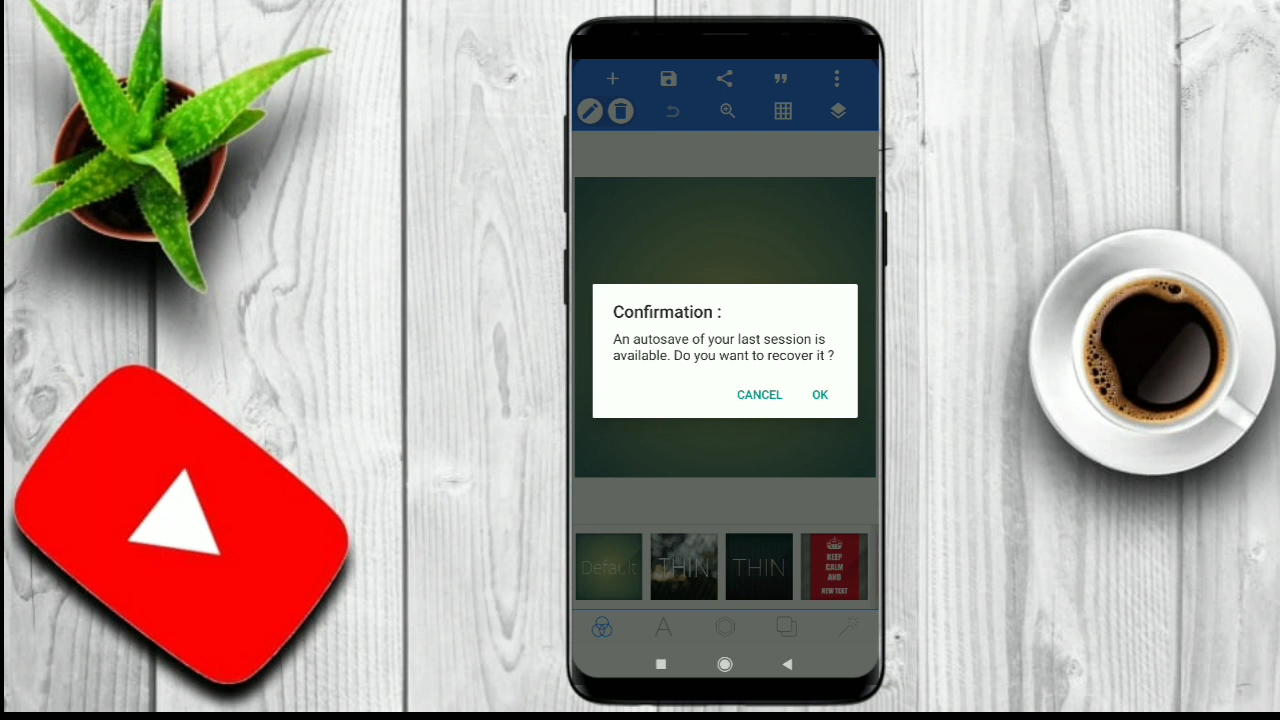 Confirmation :
An autosave of your last session is
available. Do you want to recover it ?
CANCEL OK
Default THIN THIN KEEP
CALM
AND
NEW TEXT